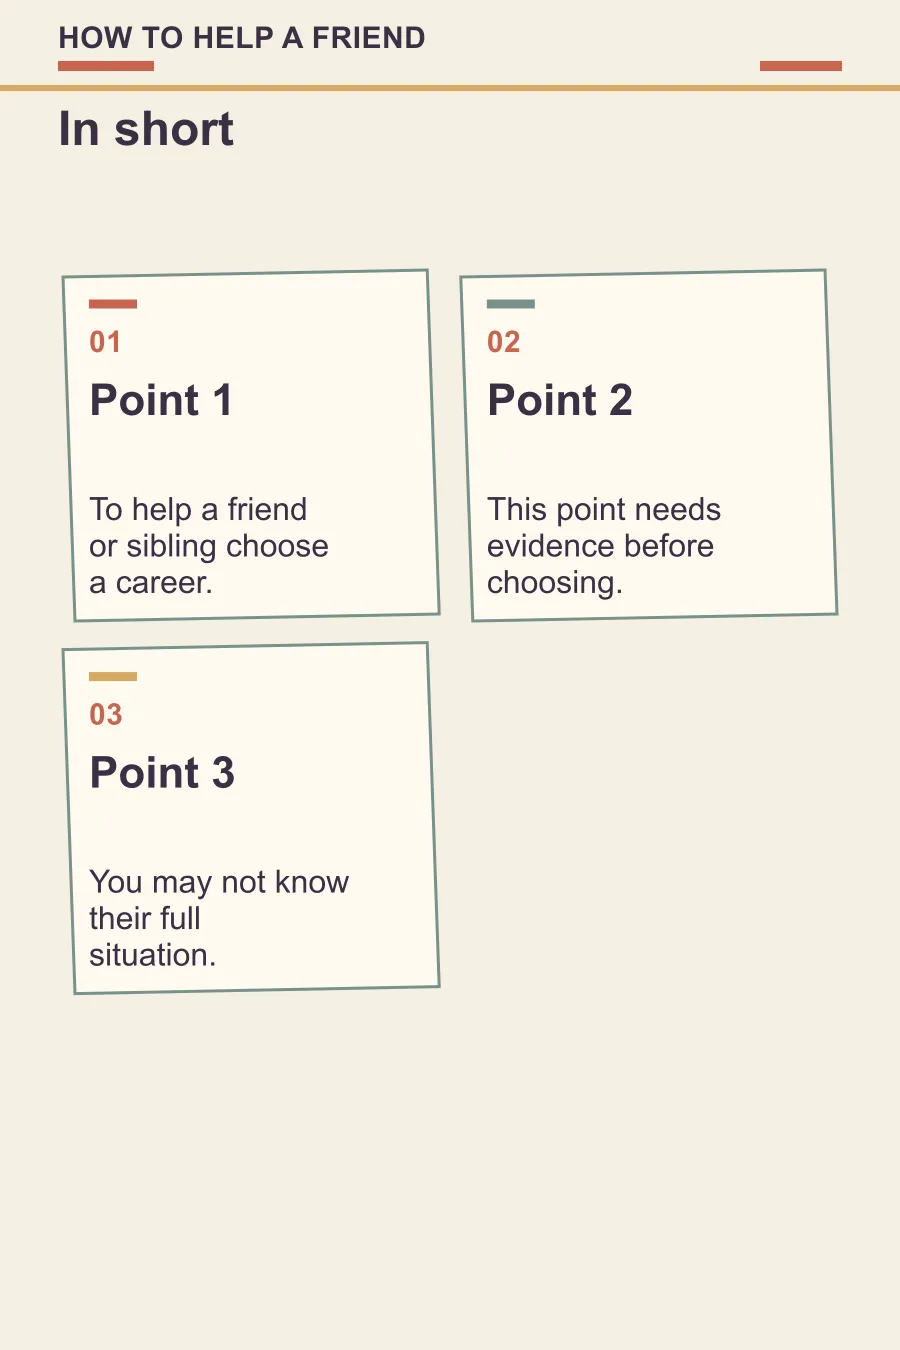 HOW TO HELP A FRIEND
In short
01
Point 1
To help a friend
or sibling choose
a career.
02
Point 2
This point needs
evidence before
choosing.
03
Point 3
You may not know
their full
situation.